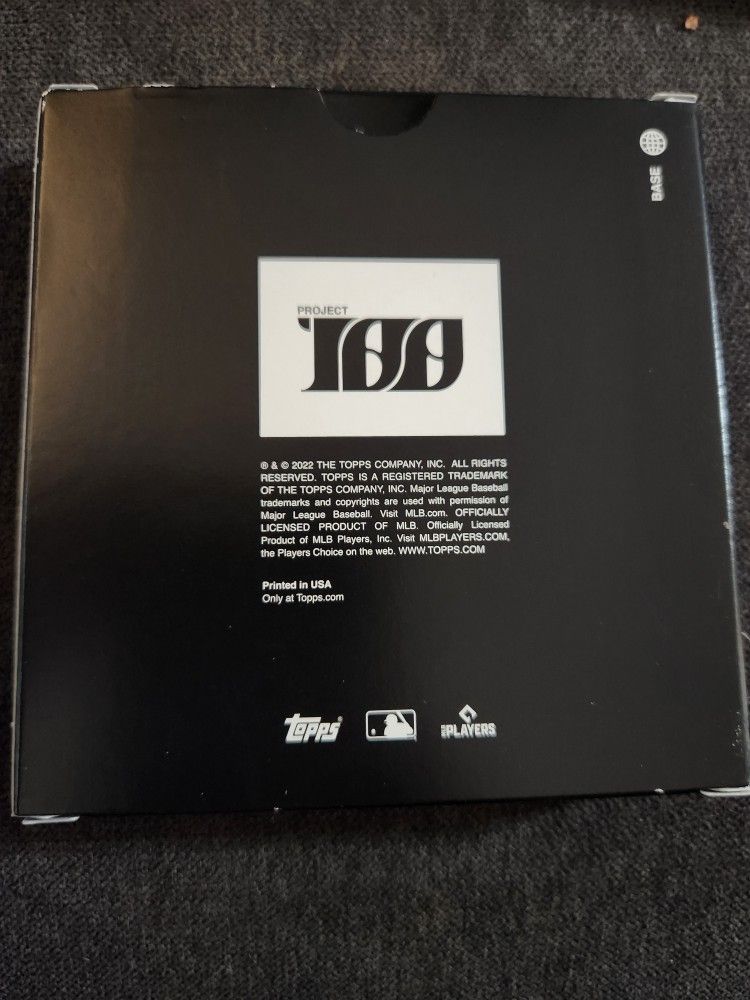 BASE
PROJECT
100
® & © 2022 THE TOPPS COMPANY, INC. ALL RIGHTS
RESERVED. TOPPS IS A REGISTERED TRADEMARK
OF THE TOPPS COMPANY, INC. Major League Baseball
trademarks and copyrights are used with permission of
Major League Baseball. Visit MLB.com. OFFICIALLY
LICENSED PRODUCT OF MLB. Officially Licensed
Product of MLB Players, Inc. Visit MLBPLAYERS.COM,
the Players Choice on the web. WWW.TOPPS.COM
Printed in USA
Only at Topps.com
topps®
MLB PLAYERS